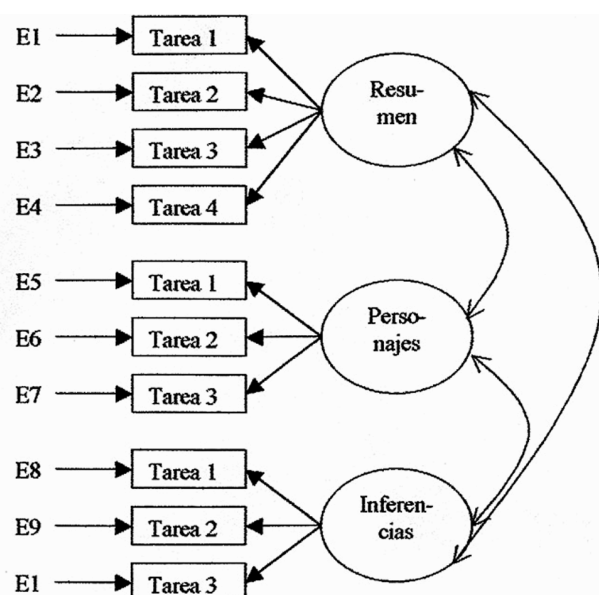 E1
Tarea 1
E2
Tarea 2
E3
Tarea 3
E4
Tarea 4
Resu-
men
E5
Tarea 1
E6
Tarea 2
E7
Tarea 3
Perso-
najes
E8
Tarea 1
E9
Tarea 2
E1
Tarea 3
Inferen-
cias